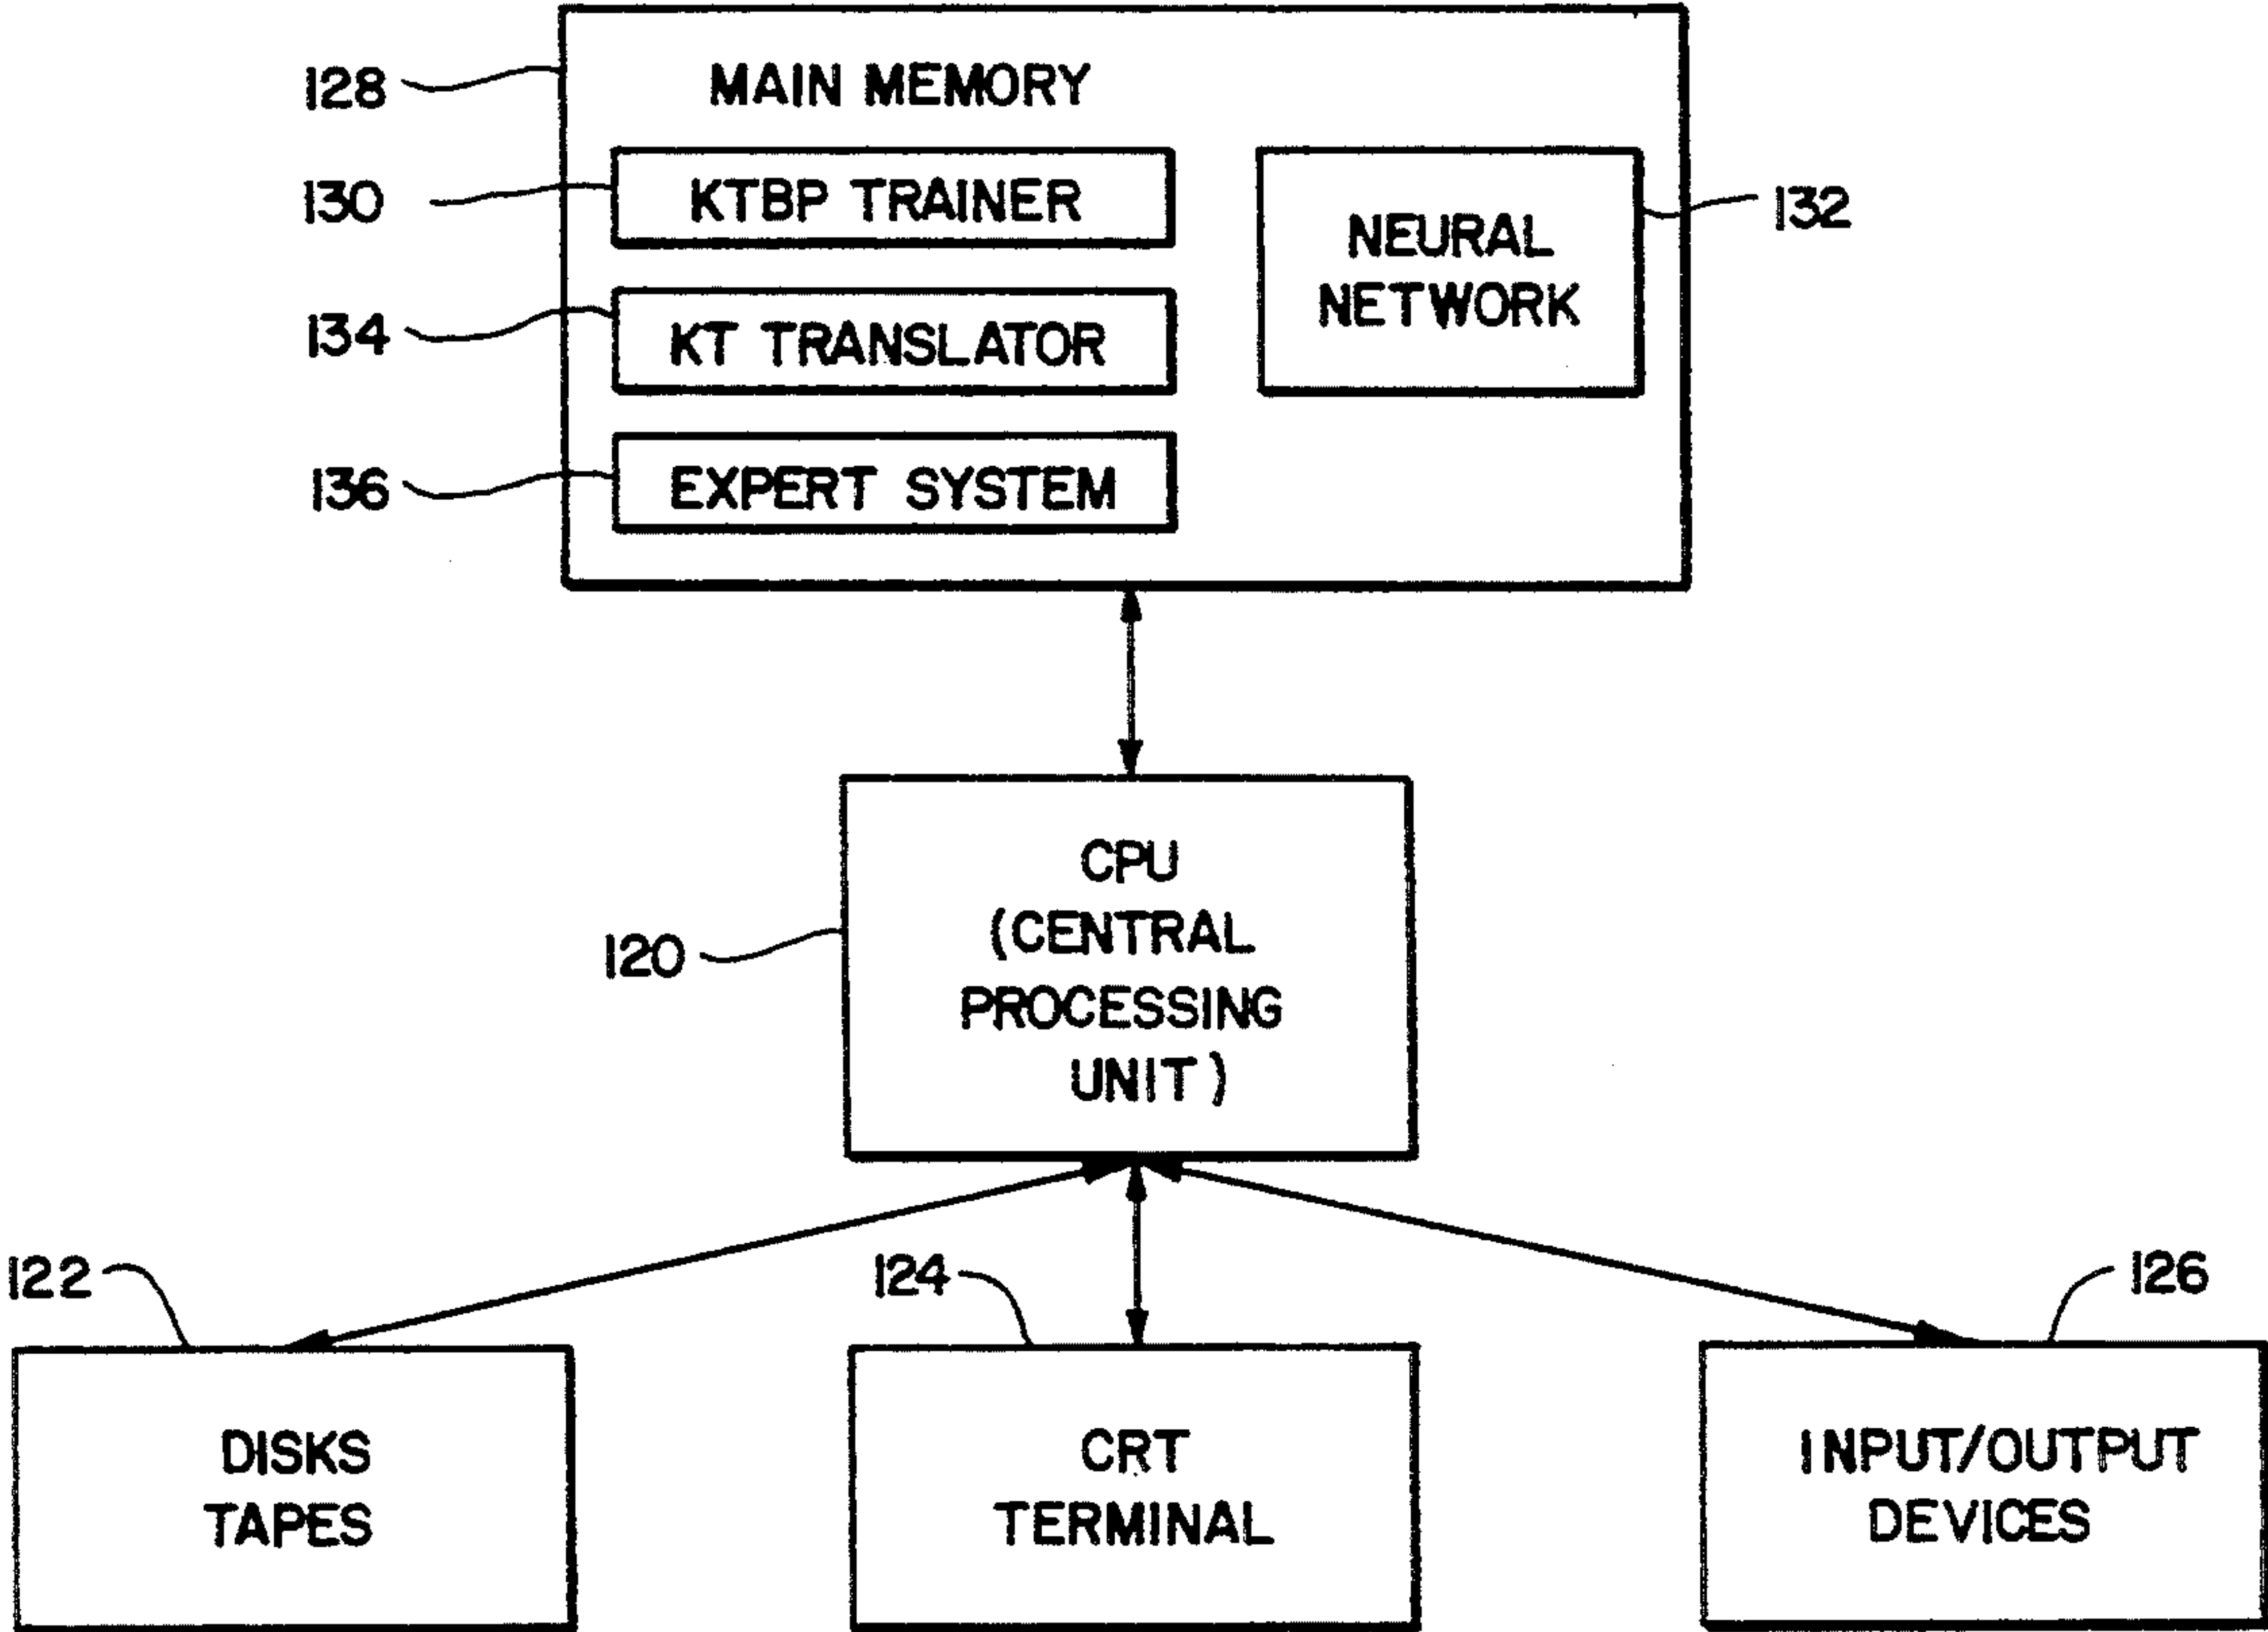 128
MAIN MEMORY
130
KTBP TRAINER
132
NEURAL
NETWORK
134
KT TRANSLATOR
136
EXPERT SYSTEM
120
CPU
(CENTRAL
PROCESSING
UNIT)
122
124
126
DISKS
TAPES
CRT
TERMINAL
INPUT/OUTPUT
DEVICES